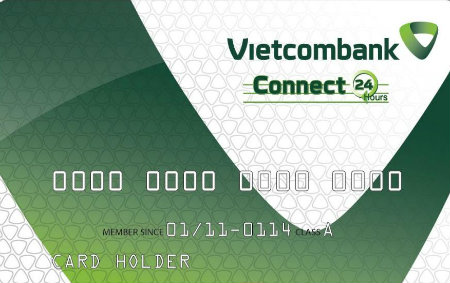 Vietcombank
Connect 24
Hours
0000 0000 0000 0000
MEMBER SINCE 01/11-0114 CLASS A
CARD HOLDER